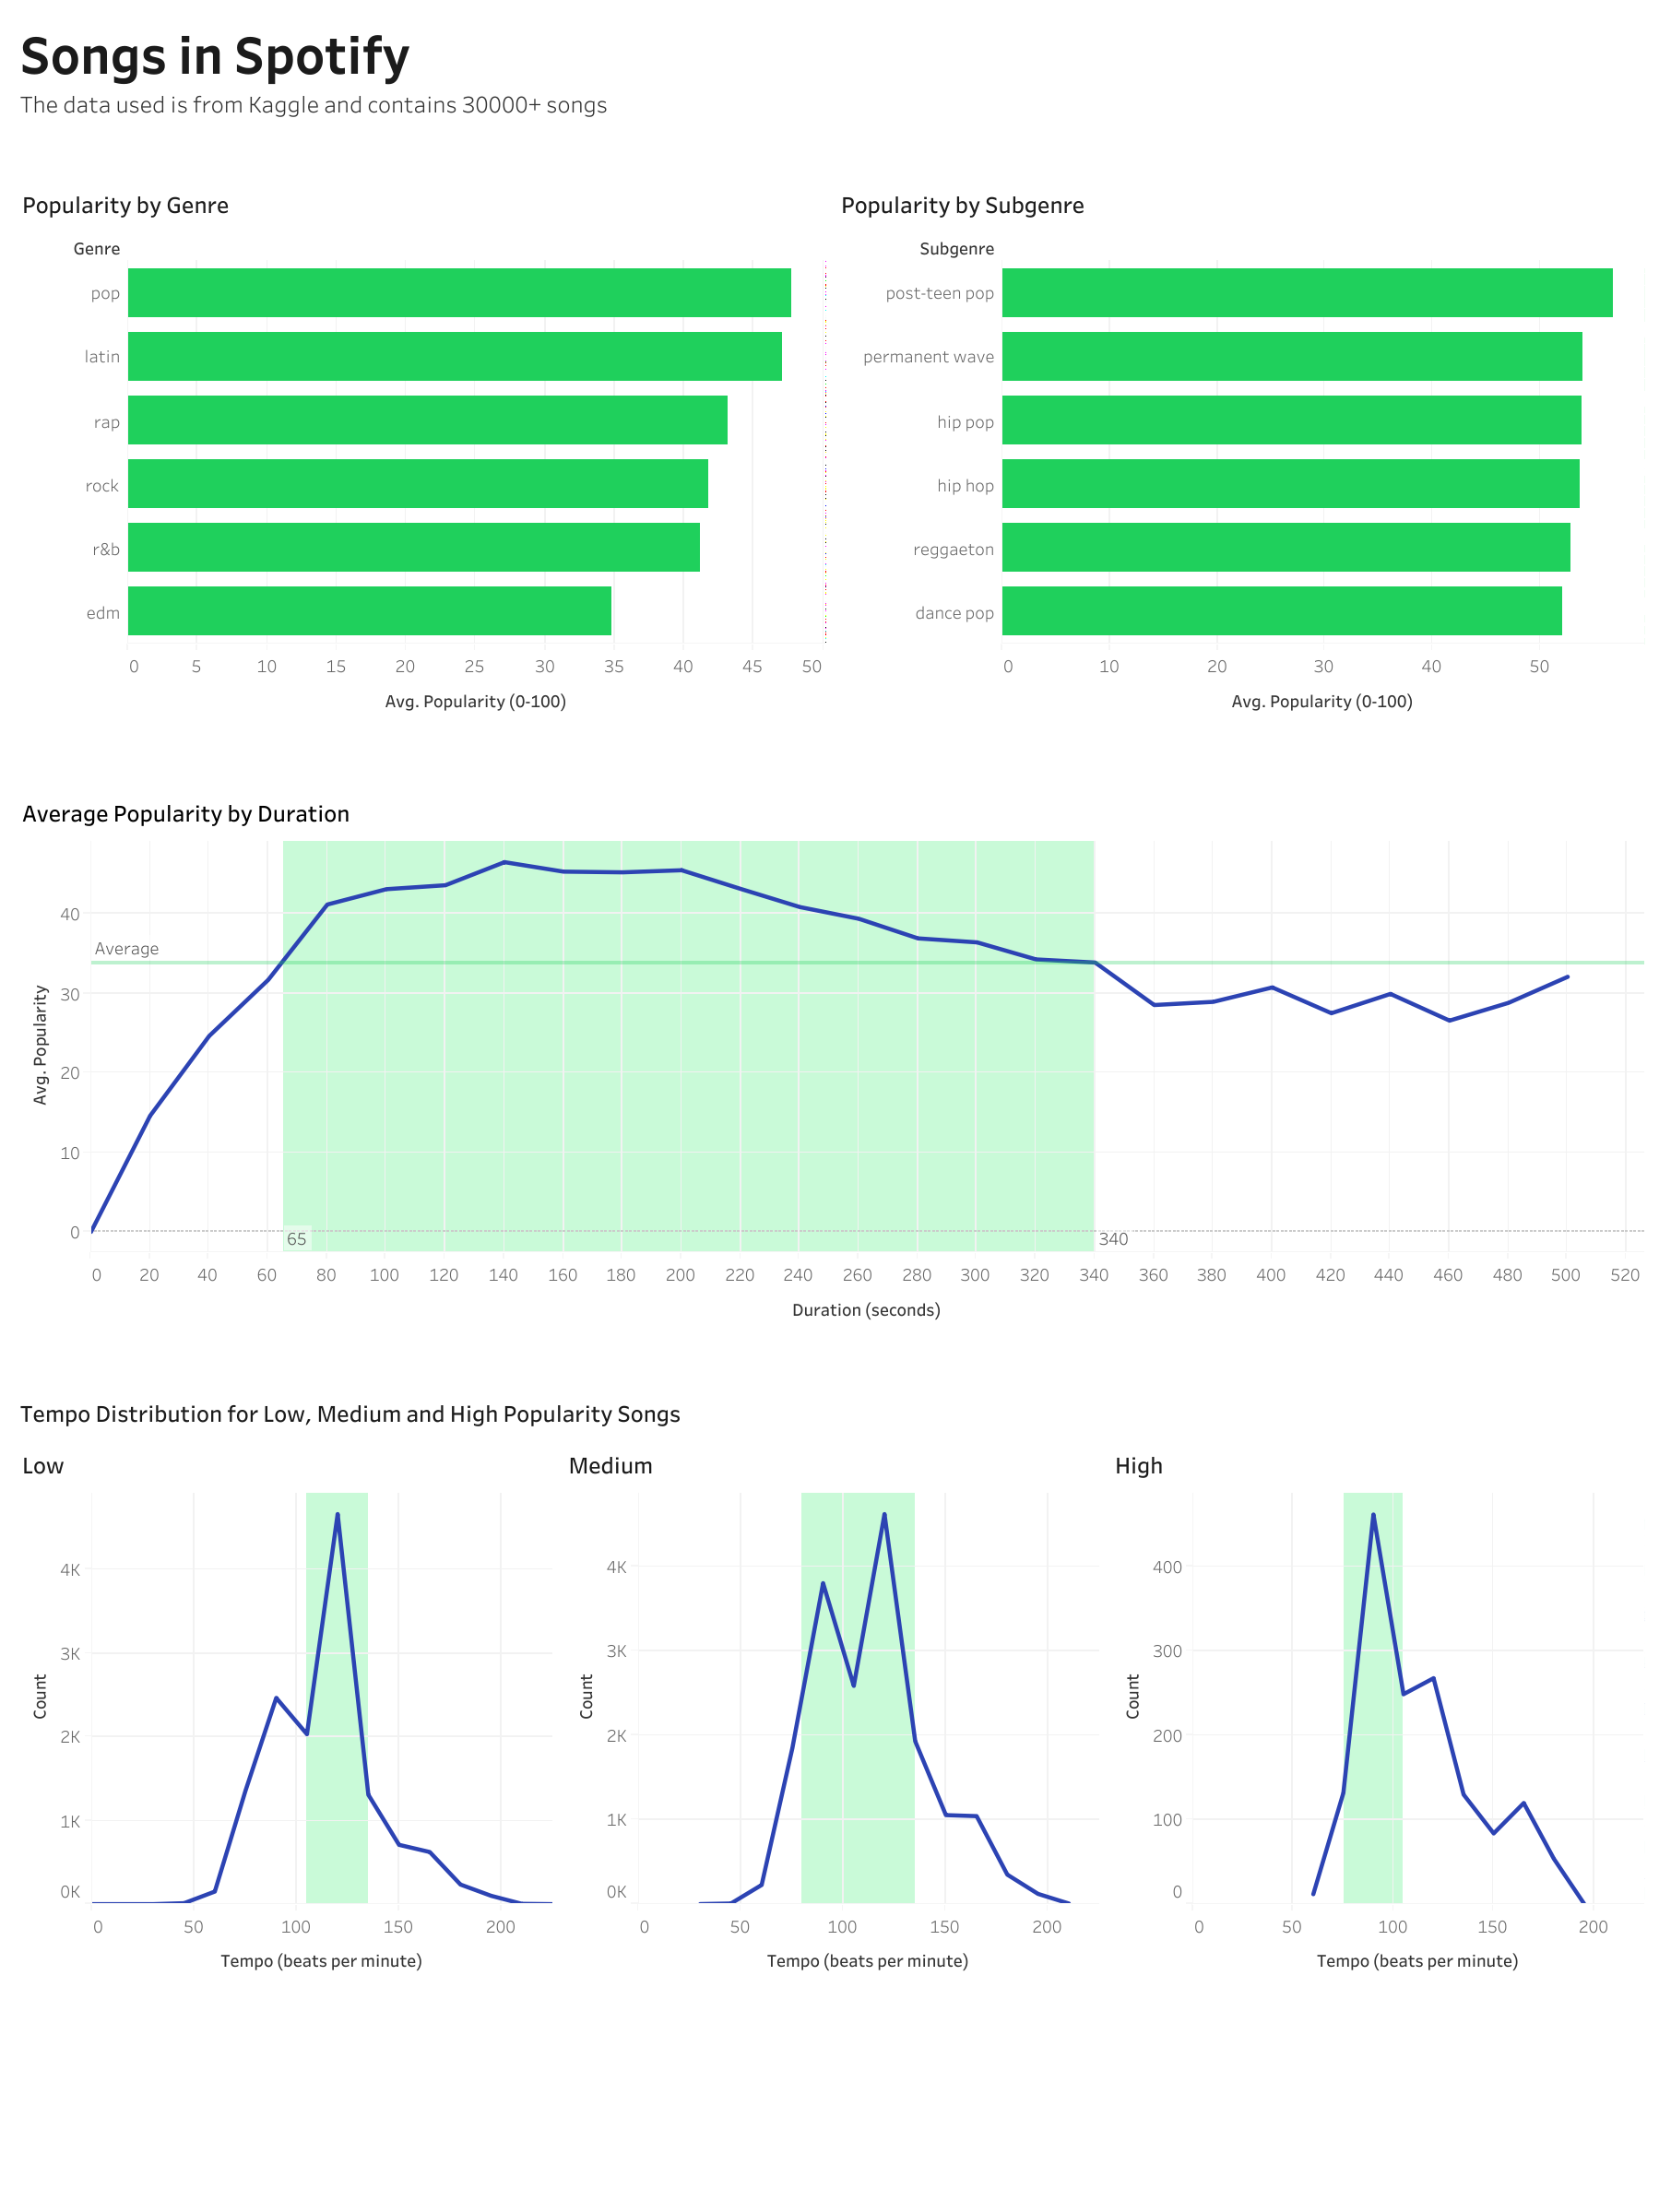 Songs in Spotify
The data used is from Kaggle and contains 30000+ songs
Popularity by Genre
Genre
pop
latin
rap
rock
r&b
edm
0 5 10 15 20 25 30 35 40 45 50
Avg. Popularity (0-100)
Popularity by Subgenre
Subgenre
post-teen pop
permanent wave
hip pop
hip hop
reggaeton
dance pop
0 10 20 30 40 50
Avg. Popularity (0-100)
Average Popularity by Duration
Avg. Popularity
40
Average
30
20
10
0
65
340
0 20 40 60 80 100 120 140 160 180 200 220 240 260 280 300 320 340 360 380 400 420 440 460 480 500 520
Duration (seconds)
Tempo Distribution for Low, Medium and High Popularity Songs
Low
Count
4K
3K
2K
1K
0K
0 50 100 150 200
Tempo (beats per minute)
Medium
Count
4K
3K
2K
1K
0K
0 50 100 150 200
Tempo (beats per minute)
High
Count
400
300
200
100
0
0 50 100 150 200
Tempo (beats per minute)